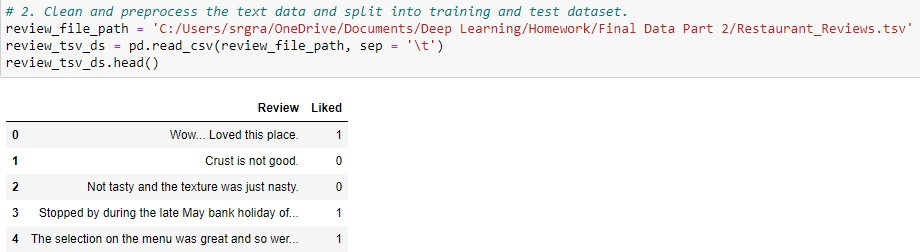 # 2. Clean and preprocess the text data and split into training and test dataset.
review_file_path = 'C:/Users/srgra/OneDrive/Documents/Deep Learning/Homework/Final Data Part 2/Restaurant_Reviews.tsv'
review_tsv_ds = pd.read_csv(review_file_path, sep = '\t')
review_tsv_ds.head()
Review Liked
0 Wow... Loved this place. 1
1 Crust is not good. 0
2 Not tasty and the texture was just nasty. 0
3 Stopped by during the late May bank holiday of... 1
4 The selection on the menu was great and so wer... 1